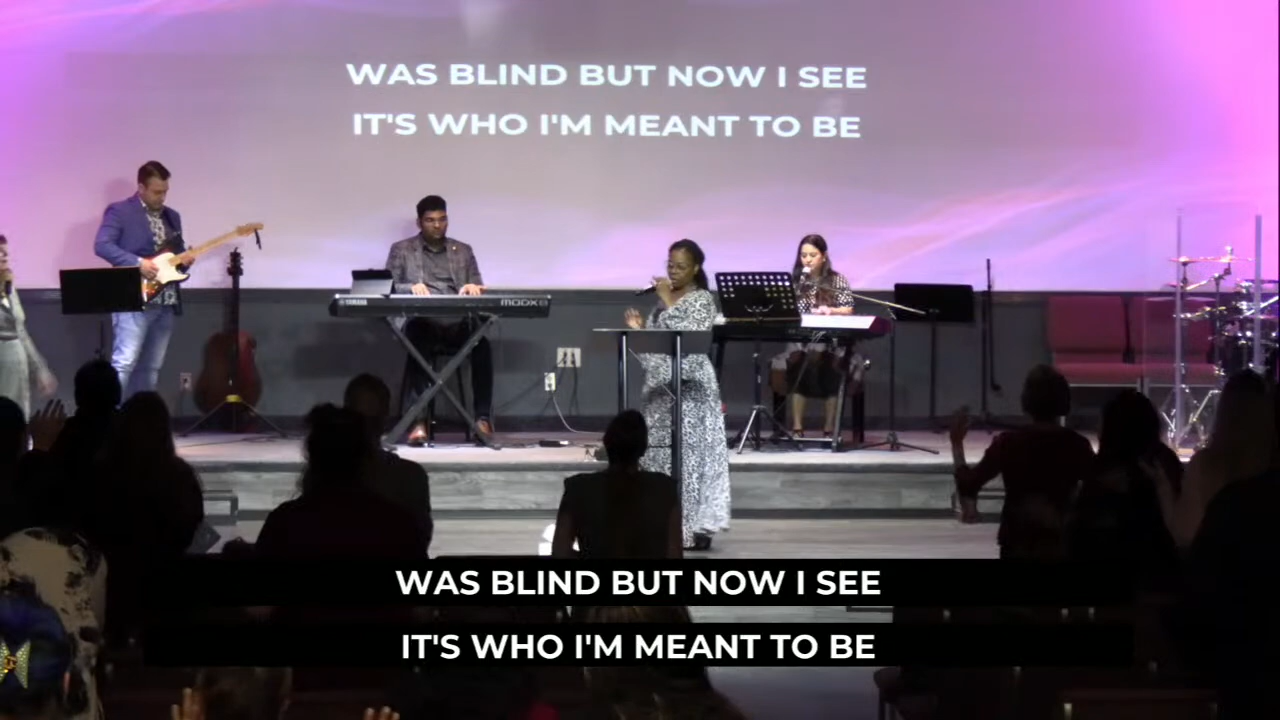 WAS BLIND BUT NOW I SEE
IT'S WHO I'M MEANT TO BE
YAMAHA
MODX8
WAS BLIND BUT NOW I SEE
IT'S WHO I'M MEANT TO BE